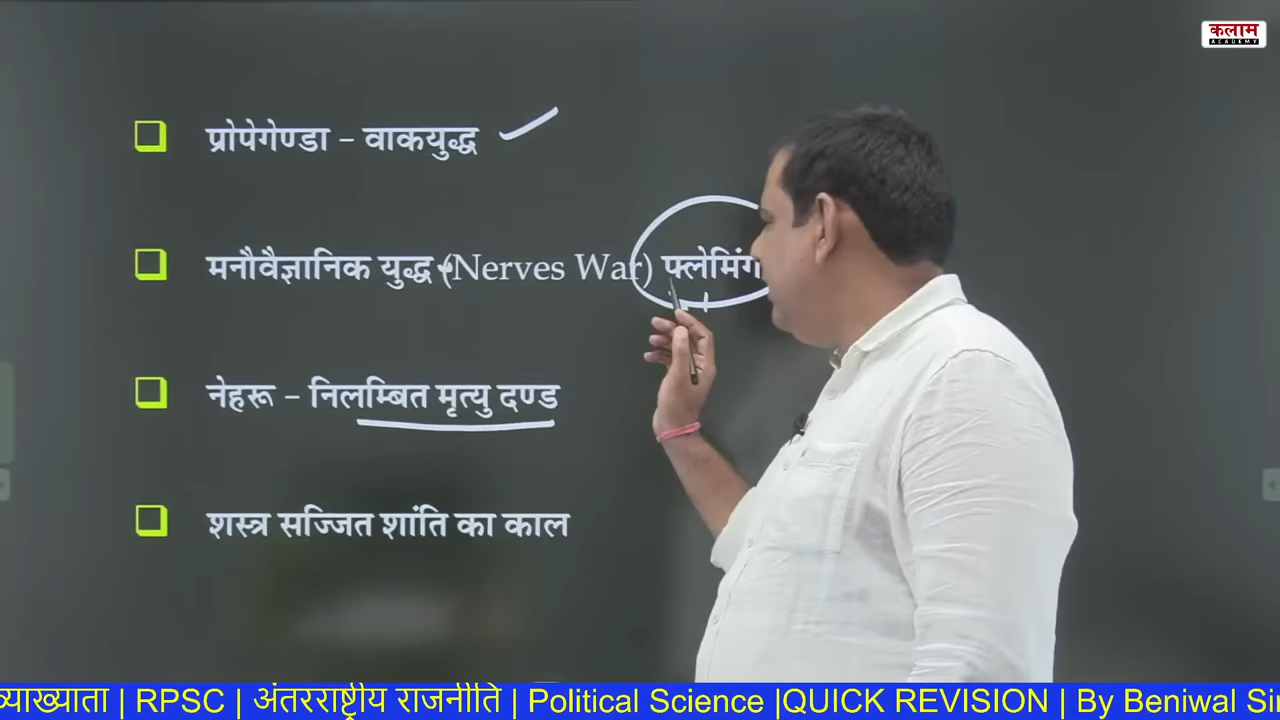 कलाम
ACADEMY
प्रोपेगेण्डा – वाकयुद्ध
मनौवैज्ञानिक युद्ध (Nerves War) फ्लेमिंग
नेहरू – निलम्बित मृत्यु दण्ड
शस्त्र सज्जित शांति का काल
व्याख्याता | RPSC | अंतरराष्ट्रीय राजनीति | Political Science |QUICK REVISION | By Beniwal